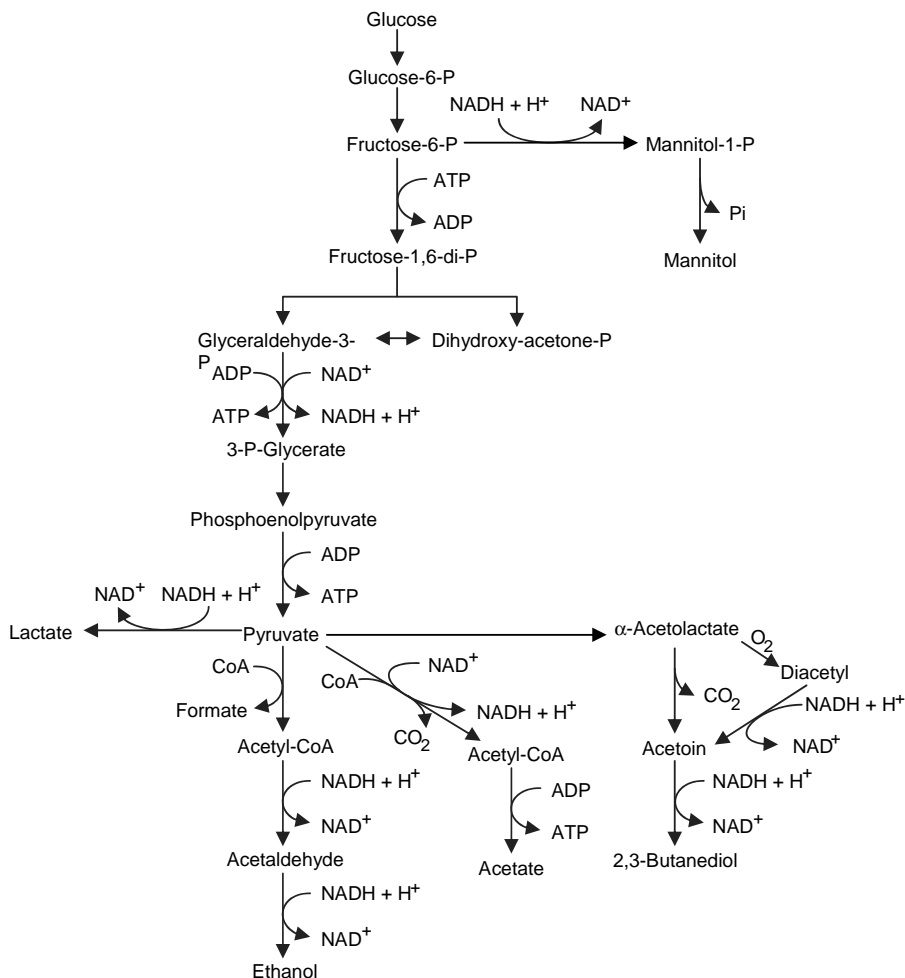 Glucose
Glucose-6-P
NADH + H+ NAD+
Fructose-6-P Mannitol-1-P
ATP
Pi
ADP
Fructose-1,6-di-P Mannitol
Glyceraldehyde-3- Dihydroxy-acetone-P
P
ADP NAD+
ATP NADH + H+
3-P-Glycerate
Phosphoenolpyruvate
ADP
NAD+ NADH + H+ ATP
Lactate Pyruvate α-Acetolactate O2
CoA CoA NAD+ Diacetyl
Formate NADH + H+ CO2 NADH + H+
CO2
Acetyl-CoA Acetyl-CoA Acetoin NAD+
NADH + H+ ADP NADH + H+
NAD+ ATP NAD+
Acetaldehyde Acetate 2,3-Butanediol
NADH + H+
NAD+
Ethanol